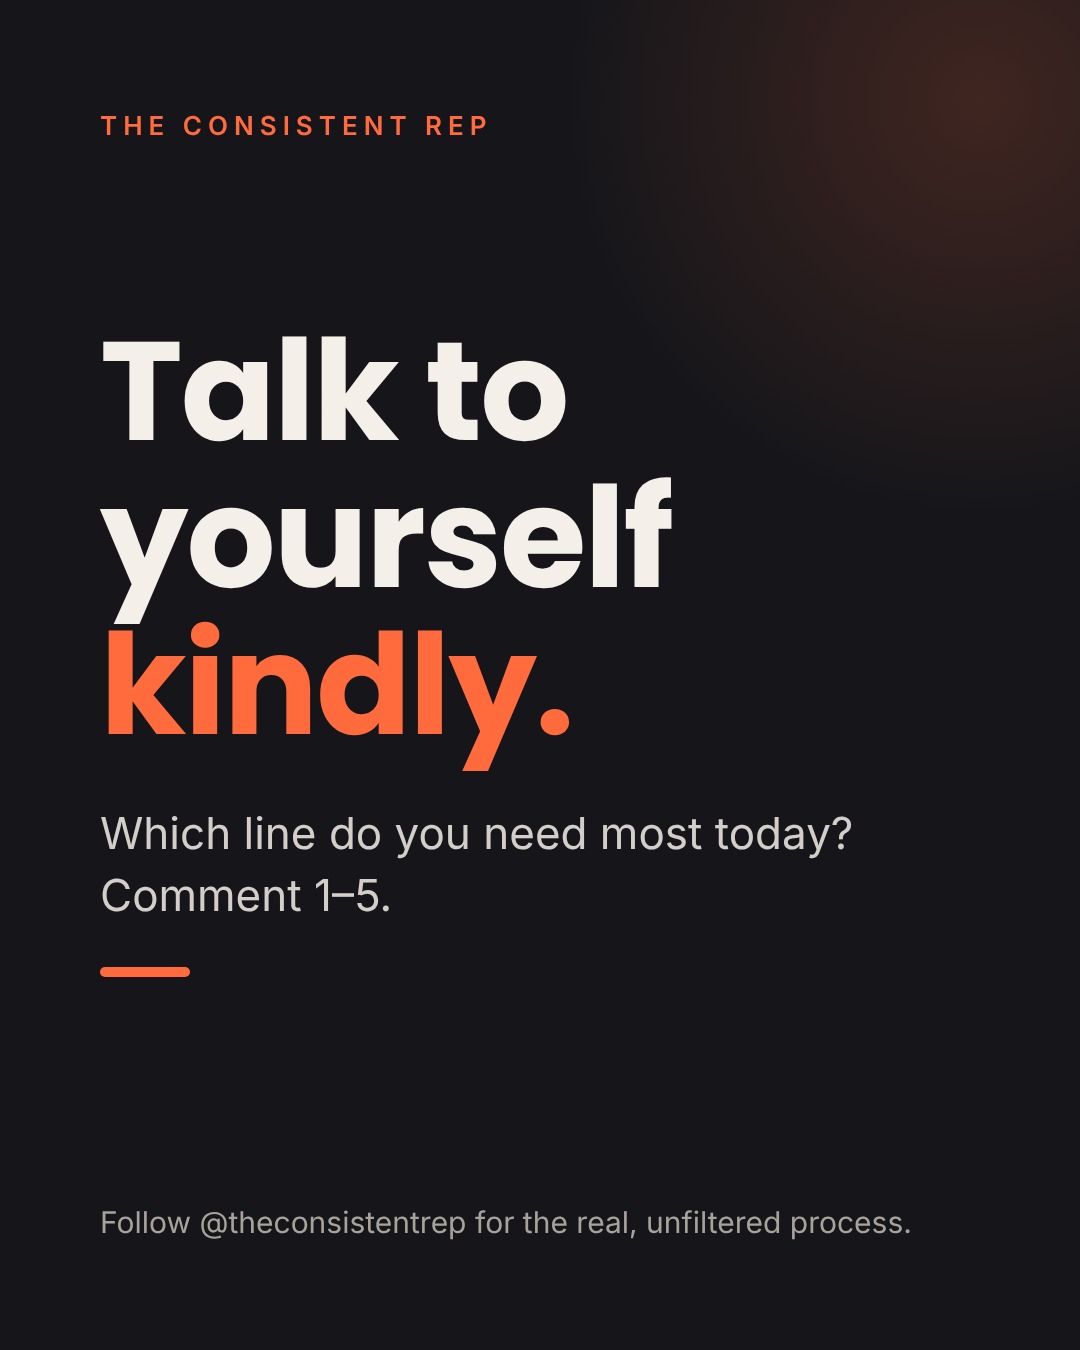 THE CONSISTENT REP
Talk to
yourself
kindly.
Which line do you need most today?
Comment 1–5.
Follow @theconsistentrep for the real, unfiltered process.